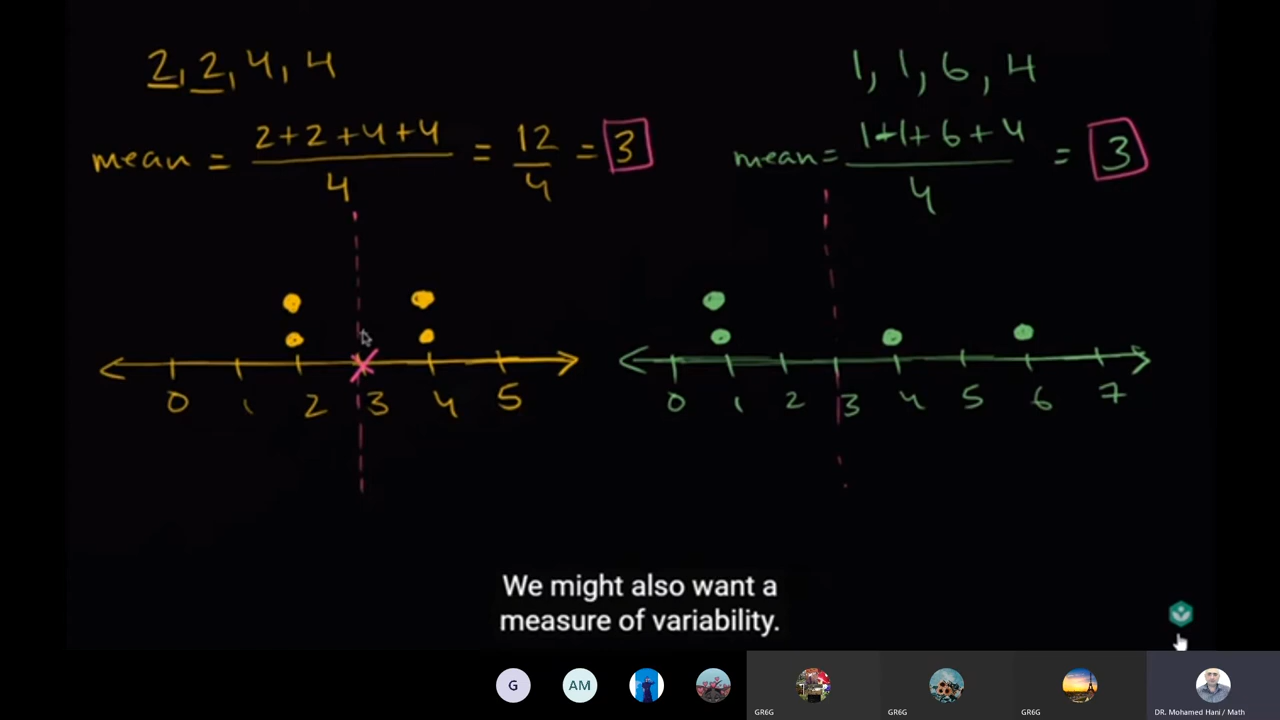 2, 2, 4, 4
mean = 2+2+4+4 / 4 = 12/4 = 3
0 1 2 3 4 5
1, 1, 6, 4
mean = 1+1+6+4 / 4 = 3
0 1 2 3 4 5 6 7
We might also want a
measure of variability.
G
AM
GR6G
GR6G
GR6G
DR. Mohamed Hani / Math